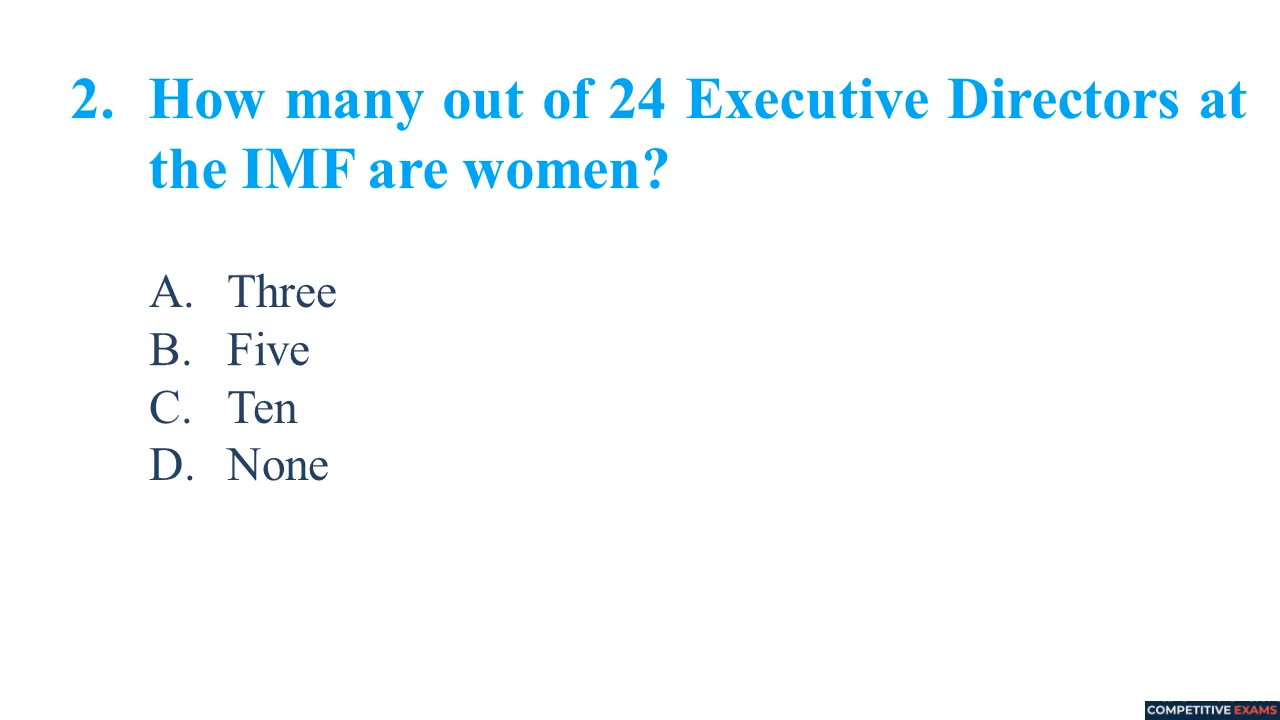 2. How many out of 24 Executive Directors at
the IMF are women?
A. Three
B. Five
C. Ten
D. None
COMPETITIVE EXAMS